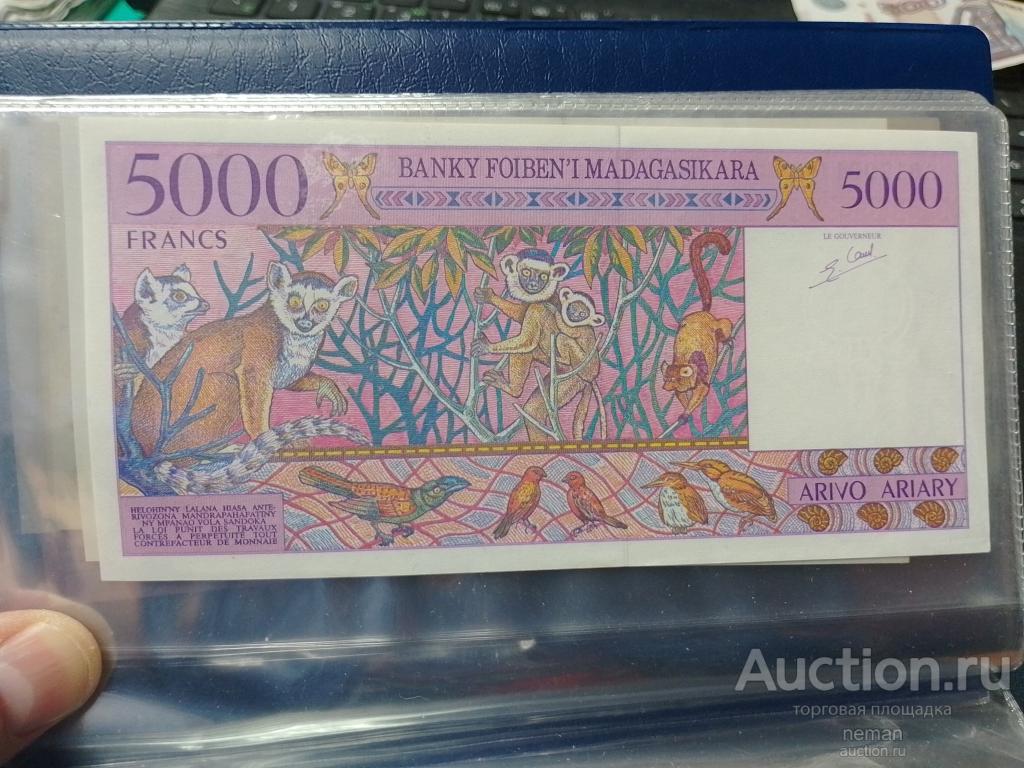 5000
BANKY FOIBEN'I MADAGASIKARA
5000
FRANCS
LE GOUVERNEUR
HELOHIN'NY LALANA HIASA ANTE-
RIVOZONA MANDRAPAHAFATINY
NY MPANAO VOLA SANDOKA
LA LOI PUNIT DES TRAVAUX
FORCÉS A PERPÉTUITÉ TOUT
CONTREFACTEUR DE MONNAIE
ARIVO ARIARY
Auction.ru
торговая площадка
neman
auction.ru